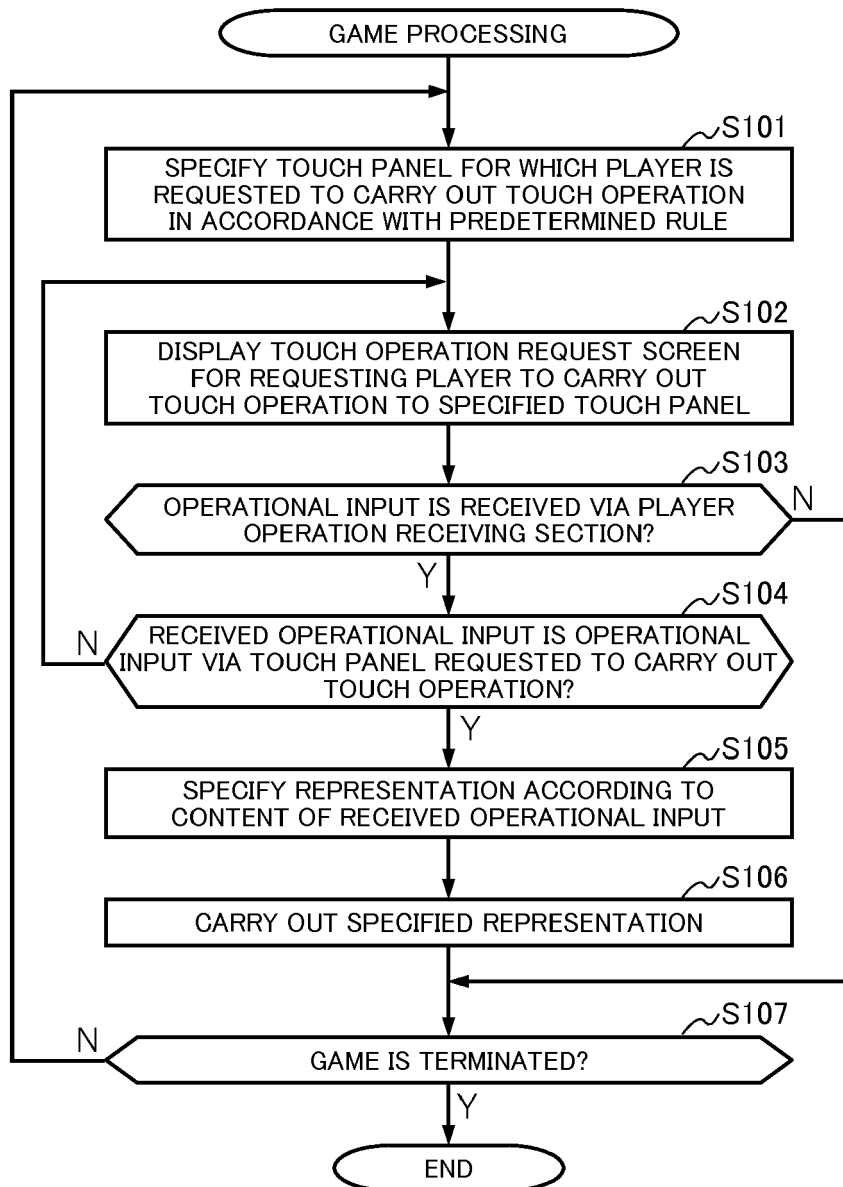 GAME PROCESSING
S101
SPECIFY TOUCH PANEL FOR WHICH PLAYER IS
REQUESTED TO CARRY OUT TOUCH OPERATION
IN ACCORDANCE WITH PREDETERMINED RULE
S102
DISPLAY TOUCH OPERATION REQUEST SCREEN
FOR REQUESTING PLAYER TO CARRY OUT
TOUCH OPERATION TO SPECIFIED TOUCH PANEL
S103
OPERATIONAL INPUT IS RECEIVED VIA PLAYER
OPERATION RECEIVING SECTION?
N
Y
S104
N
RECEIVED OPERATIONAL INPUT IS OPERATIONAL
INPUT VIA TOUCH PANEL REQUESTED TO CARRY OUT
TOUCH OPERATION?
Y
S105
SPECIFY REPRESENTATION ACCORDING TO
CONTENT OF RECEIVED OPERATIONAL INPUT
S106
CARRY OUT SPECIFIED REPRESENTATION
S107
N
GAME IS TERMINATED?
Y
END